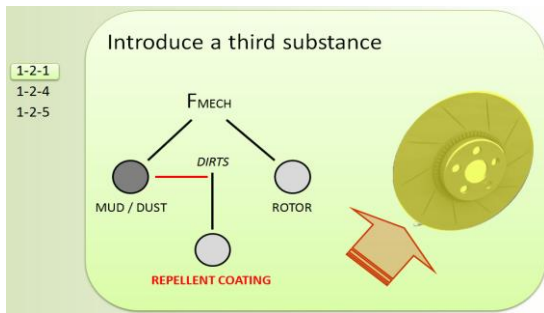 Introduce a third substance
1-2-1
1-2-4
1-2-5
FMECH
DIRTS
MUD / DUST
ROTOR
REPELLENT COATING